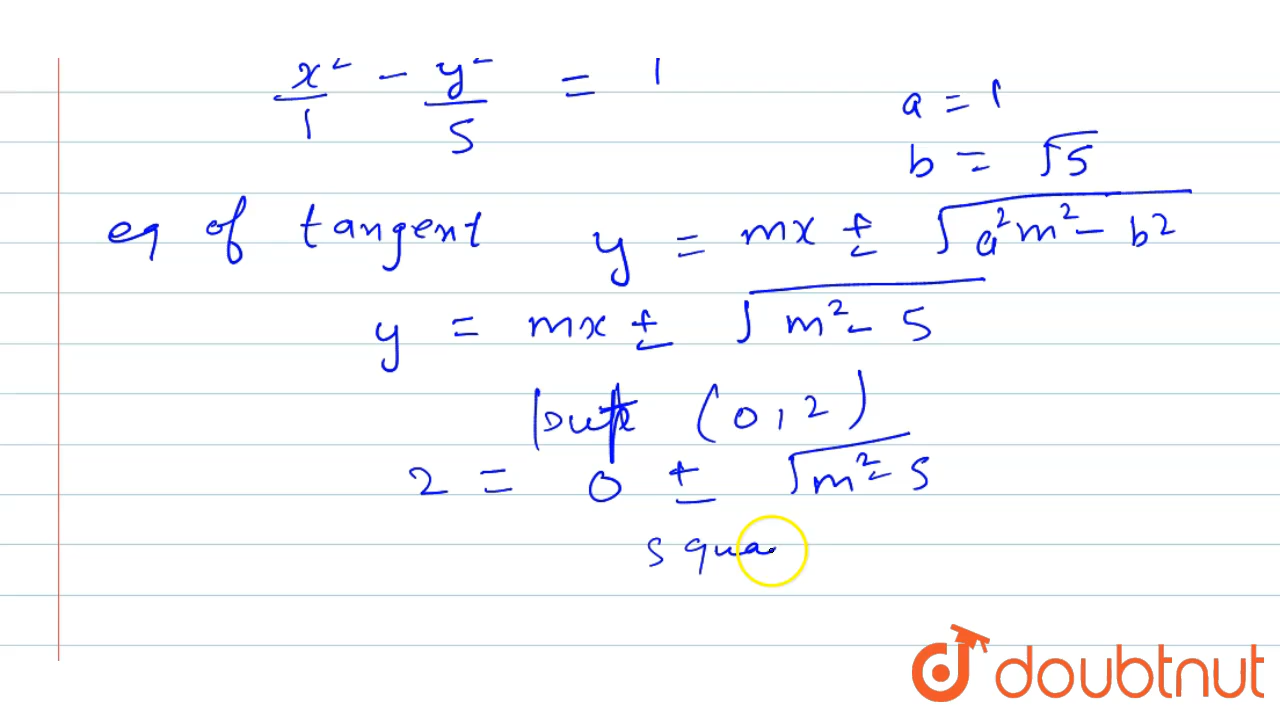 x²/1 - y²/5 = 1
a = 1
b = √5
eq of tangent y = mx ± √(a²m² - b²)
y = mx ± √(m² - 5)
put (0, 2)
2 = 0 ± √(m² - 5)
squa
doubtnut